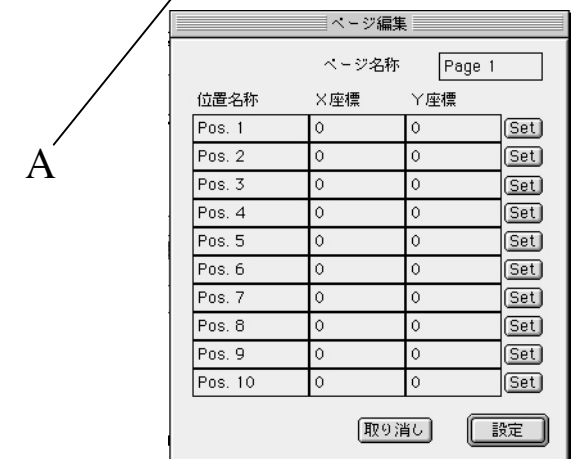 ページ編集
ページ名称 Page 1
位置名称 X座標 Y座標
Pos. 1 0 0 Set
Pos. 2 0 0 Set
A
Pos. 3 0 0 Set
Pos. 4 0 0 Set
Pos. 5 0 0 Set
Pos. 6 0 0 Set
Pos. 7 0 0 Set
Pos. 8 0 0 Set
Pos. 9 0 0 Set
Pos. 10 0 0 Set
取り消し 設定